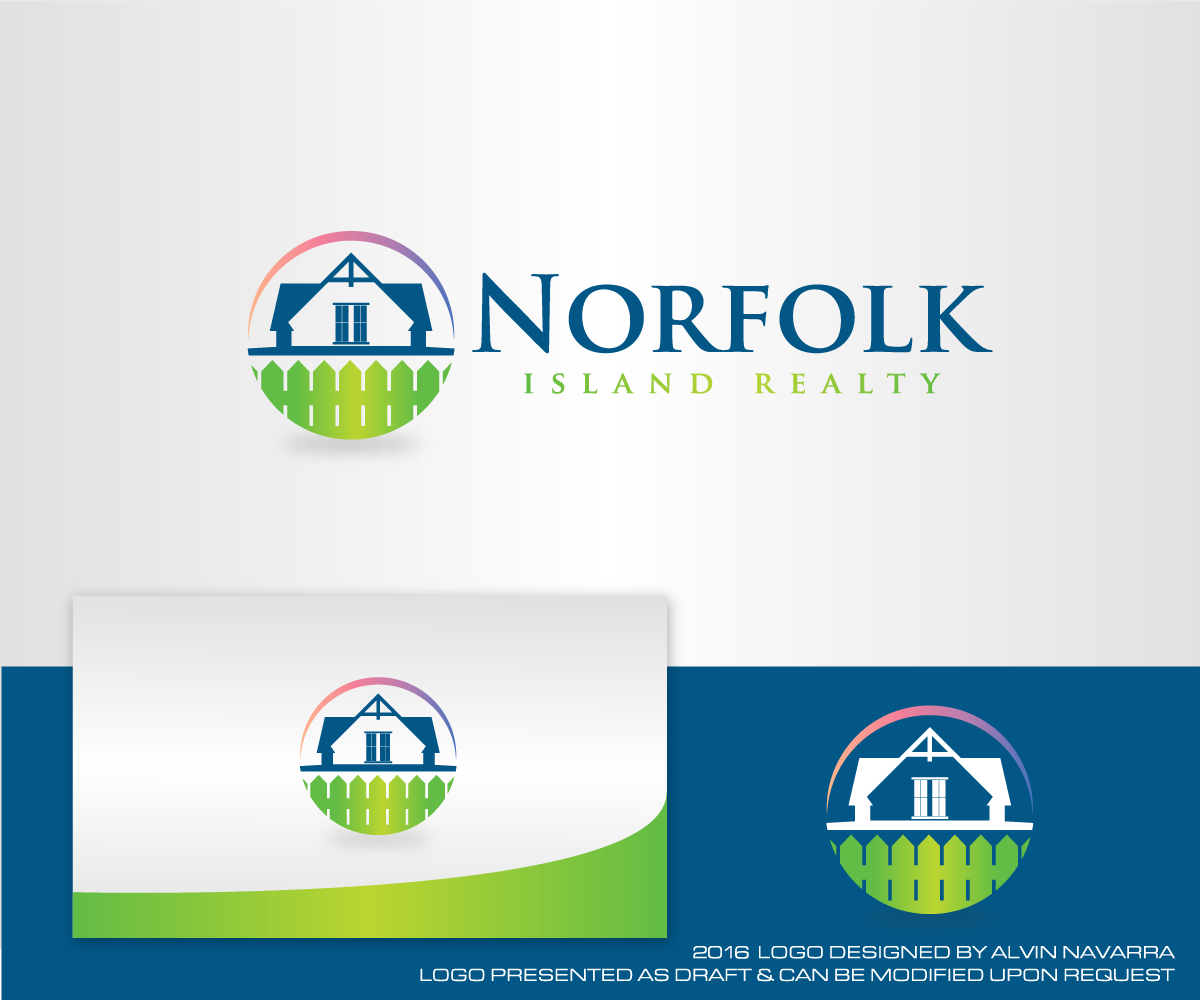 NORFOLK
ISLAND REALTY
2016 LOGO DESIGNED BY ALVIN NAVARRA
LOGO PRESENTED AS DRAFT & CAN BE MODIFIED UPON REQUEST